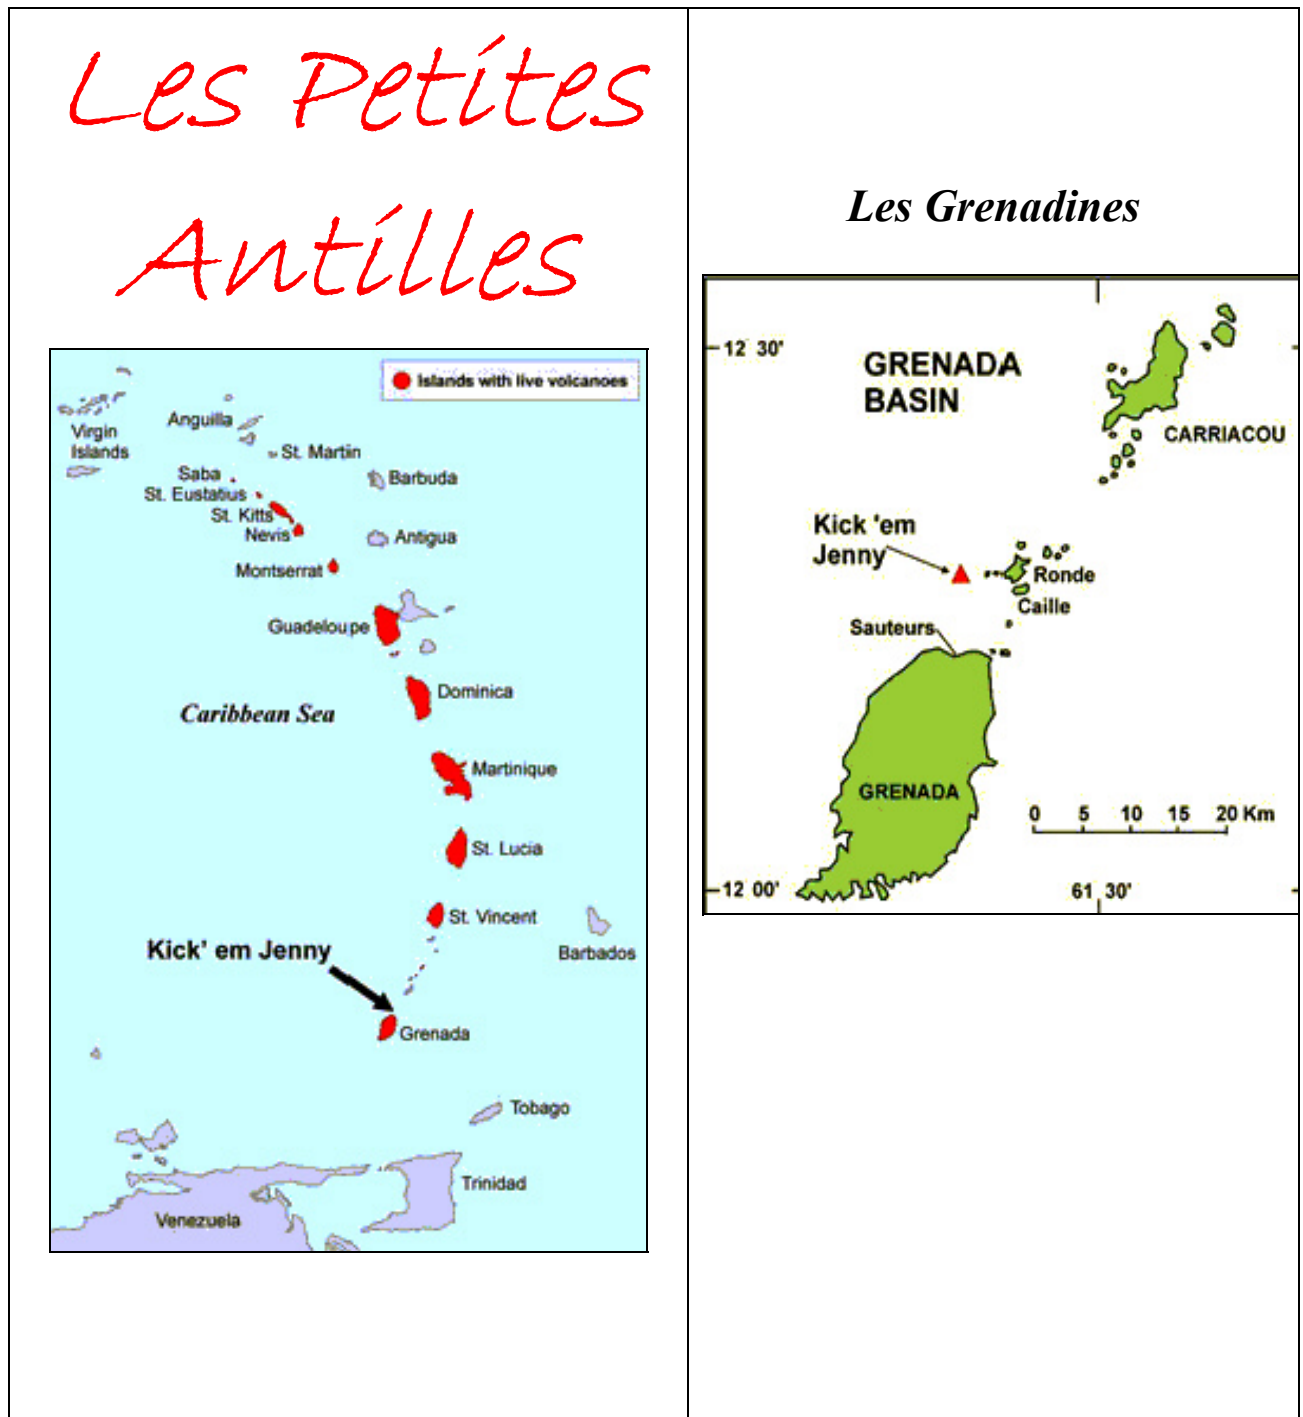 Les Petites
Antilles
Islands with live volcanoes
Anguilla
Virgin
Islands
St. Martin
Saba
Barbuda
St. Eustatius
St. Kitts
Nevis
Antigua
Montserrat
Guadeloupe
Dominica
Caribbean Sea
Martinique
St. Lucia
St. Vincent
Kick' em Jenny
Barbados
Grenada
Tobago
Trinidad
Venezuela
Les Grenadines
12 30'
GRENADA
BASIN
CARRIACOU
Kick 'em
Jenny
Ronde
Caille
Sauteurs
GRENADA
0 5 10 15 20 Km
12 00'
61 30'